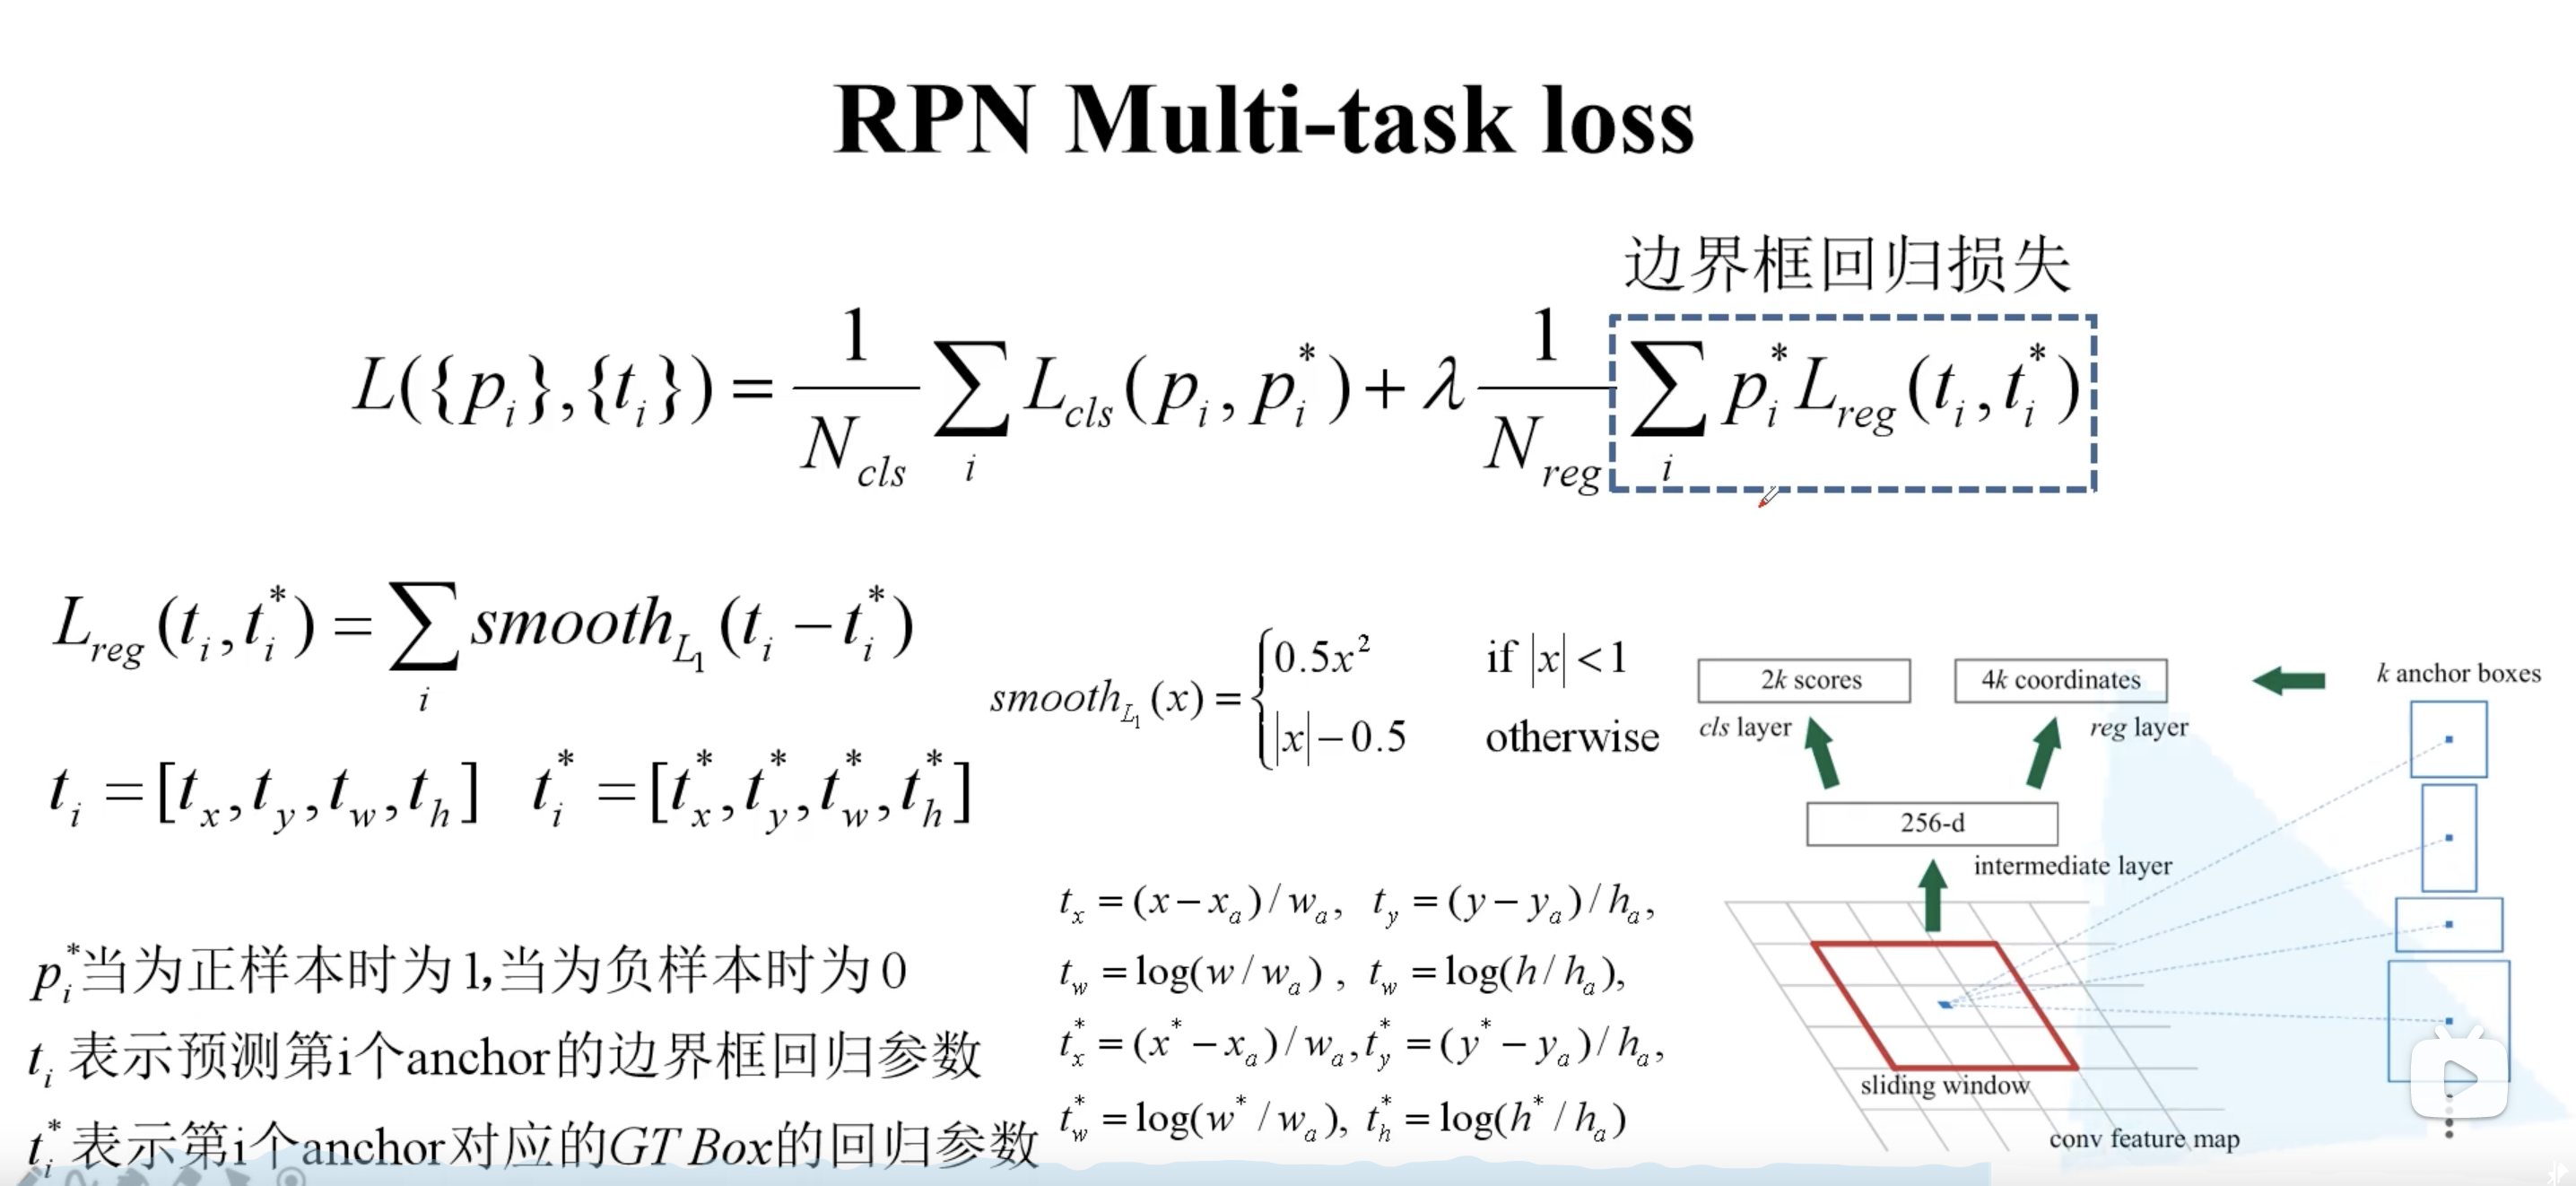 RPN Multi-task loss
边界框回归损失
L({p_i},{t_i}) = \frac{1}{N_{cls}} \sum_i L_{cls}(p_i, p_i^*) + λ \frac{1}{N_{reg}} \sum_i p_i^* L_{reg}(t_i, t_i^*)
L_{reg}(t_i, t_i^*) = \sum_i smooth_{L_1}(t_i − t_i^*)
smooth_{L_1}(x) = \begin{cases} 0.5x^2 & \text{if } |x| < 1 \\ |x| − 0.5 & \text{otherwise} \end{cases}
t_i = [t_x, t_y, t_w, t_h] t_i^* = [t_x^*, t_y^*, t_w^*, t_h^*]
p_i^*当为正样本时为1,当为负样本时为0
t_i 表示预测第i个anchor的边界框回归参数
t_i^* 表示第i个anchor对应的GT Box的回归参数
t_x = (x − x_a) / w_a, t_y = (y − y_a) / h_a,
t_w = log(w / w_a) , t_w = log(h / h_a),
t_x^* = (x^* − x_a) / w_a, t_y^* = (y^* − y_a) / h_a,
t_w^* = log(w^* / w_a), t_h^* = log(h^* / h_a)
2k scores
4k coordinates
k anchor boxes
cls layer
reg layer
256-d
intermediate layer
sliding window
conv feature map